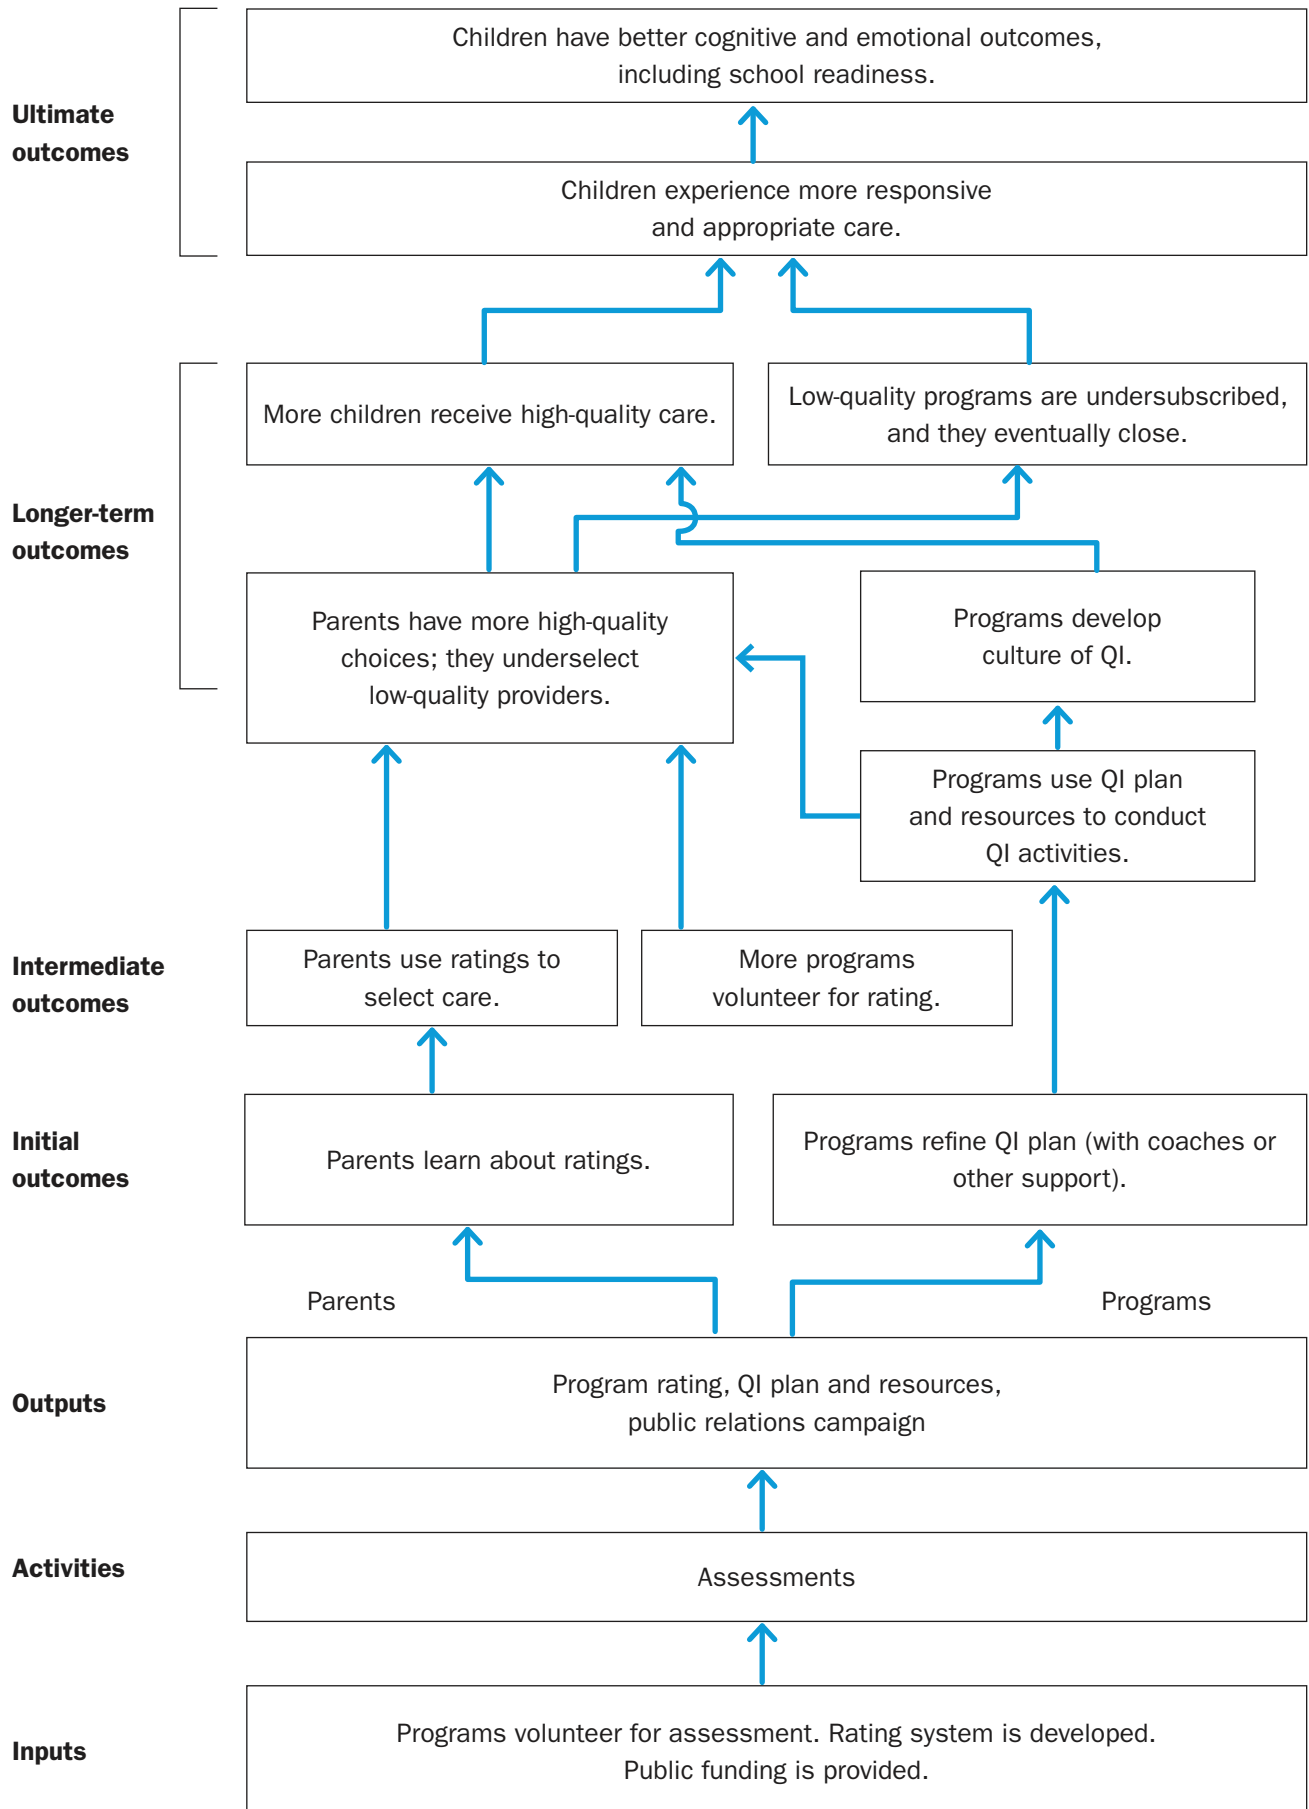 Children have better cognitive and emotional outcomes,
including school readiness.
Ultimate
outcomes
Children experience more responsive
and appropriate care.
More children receive high-quality care.
Low-quality programs are undersubscribed,
and they eventually close.
Longer-term
outcomes
Parents have more high-quality
choices; they underselect
low-quality providers.
Programs develop
culture of QI.
Programs use QI plan
and resources to conduct
QI activities.
Intermediate
outcomes
Parents use ratings to
select care.
More programs
volunteer for rating.
Initial
outcomes
Parents learn about ratings.
Programs refine QI plan (with coaches or
other support).
Parents
Programs
Outputs
Program rating, QI plan and resources,
public relations campaign
Activities
Assessments
Inputs
Programs volunteer for assessment. Rating system is developed.
Public funding is provided.